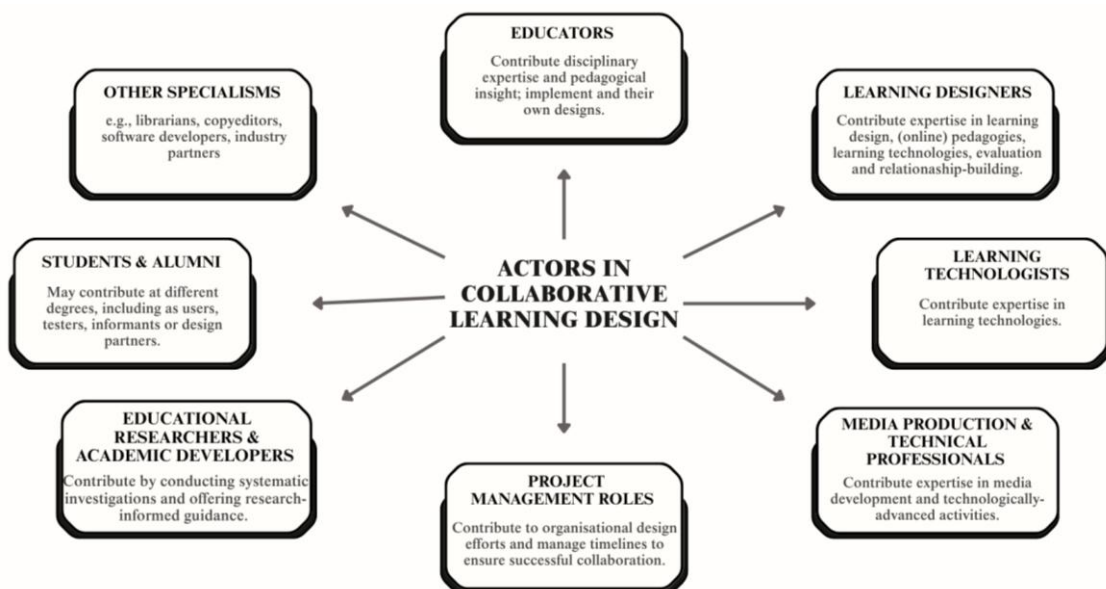 EDUCATORS
Contribute disciplinary
expertise and pedagogical
insight; implement and their
own designs.
OTHER SPECIALISMS
e.g., librarians, copyeditors,
software developers, industry
partners
LEARNING DESIGNERS
Contribute expertise in learning
design, (online) pedagogies,
learning technologies, evaluation
and relationaship-building.
STUDENTS & ALUMNI
May contribute at different
degrees, including as users,
testers, informants or design
partners.
ACTORS IN
COLLABORATIVE
LEARNING DESIGN
LEARNING
TECHNOLOGISTS
Contribute expertise in
learning technologies.
EDUCATIONAL
RESEARCHERS &
ACADEMIC DEVELOPERS
Contribute by conducting systematic
investigations and offering research-
informed guidance.
PROJECT
MANAGEMENT ROLES
Contribute to organisational design
efforts and manage timelines to
ensure successful collaboration.
MEDIA PRODUCTION &
TECHNICAL
PROFESSIONALS
Contribute expertise in media
development and technologically-
advanced activities.